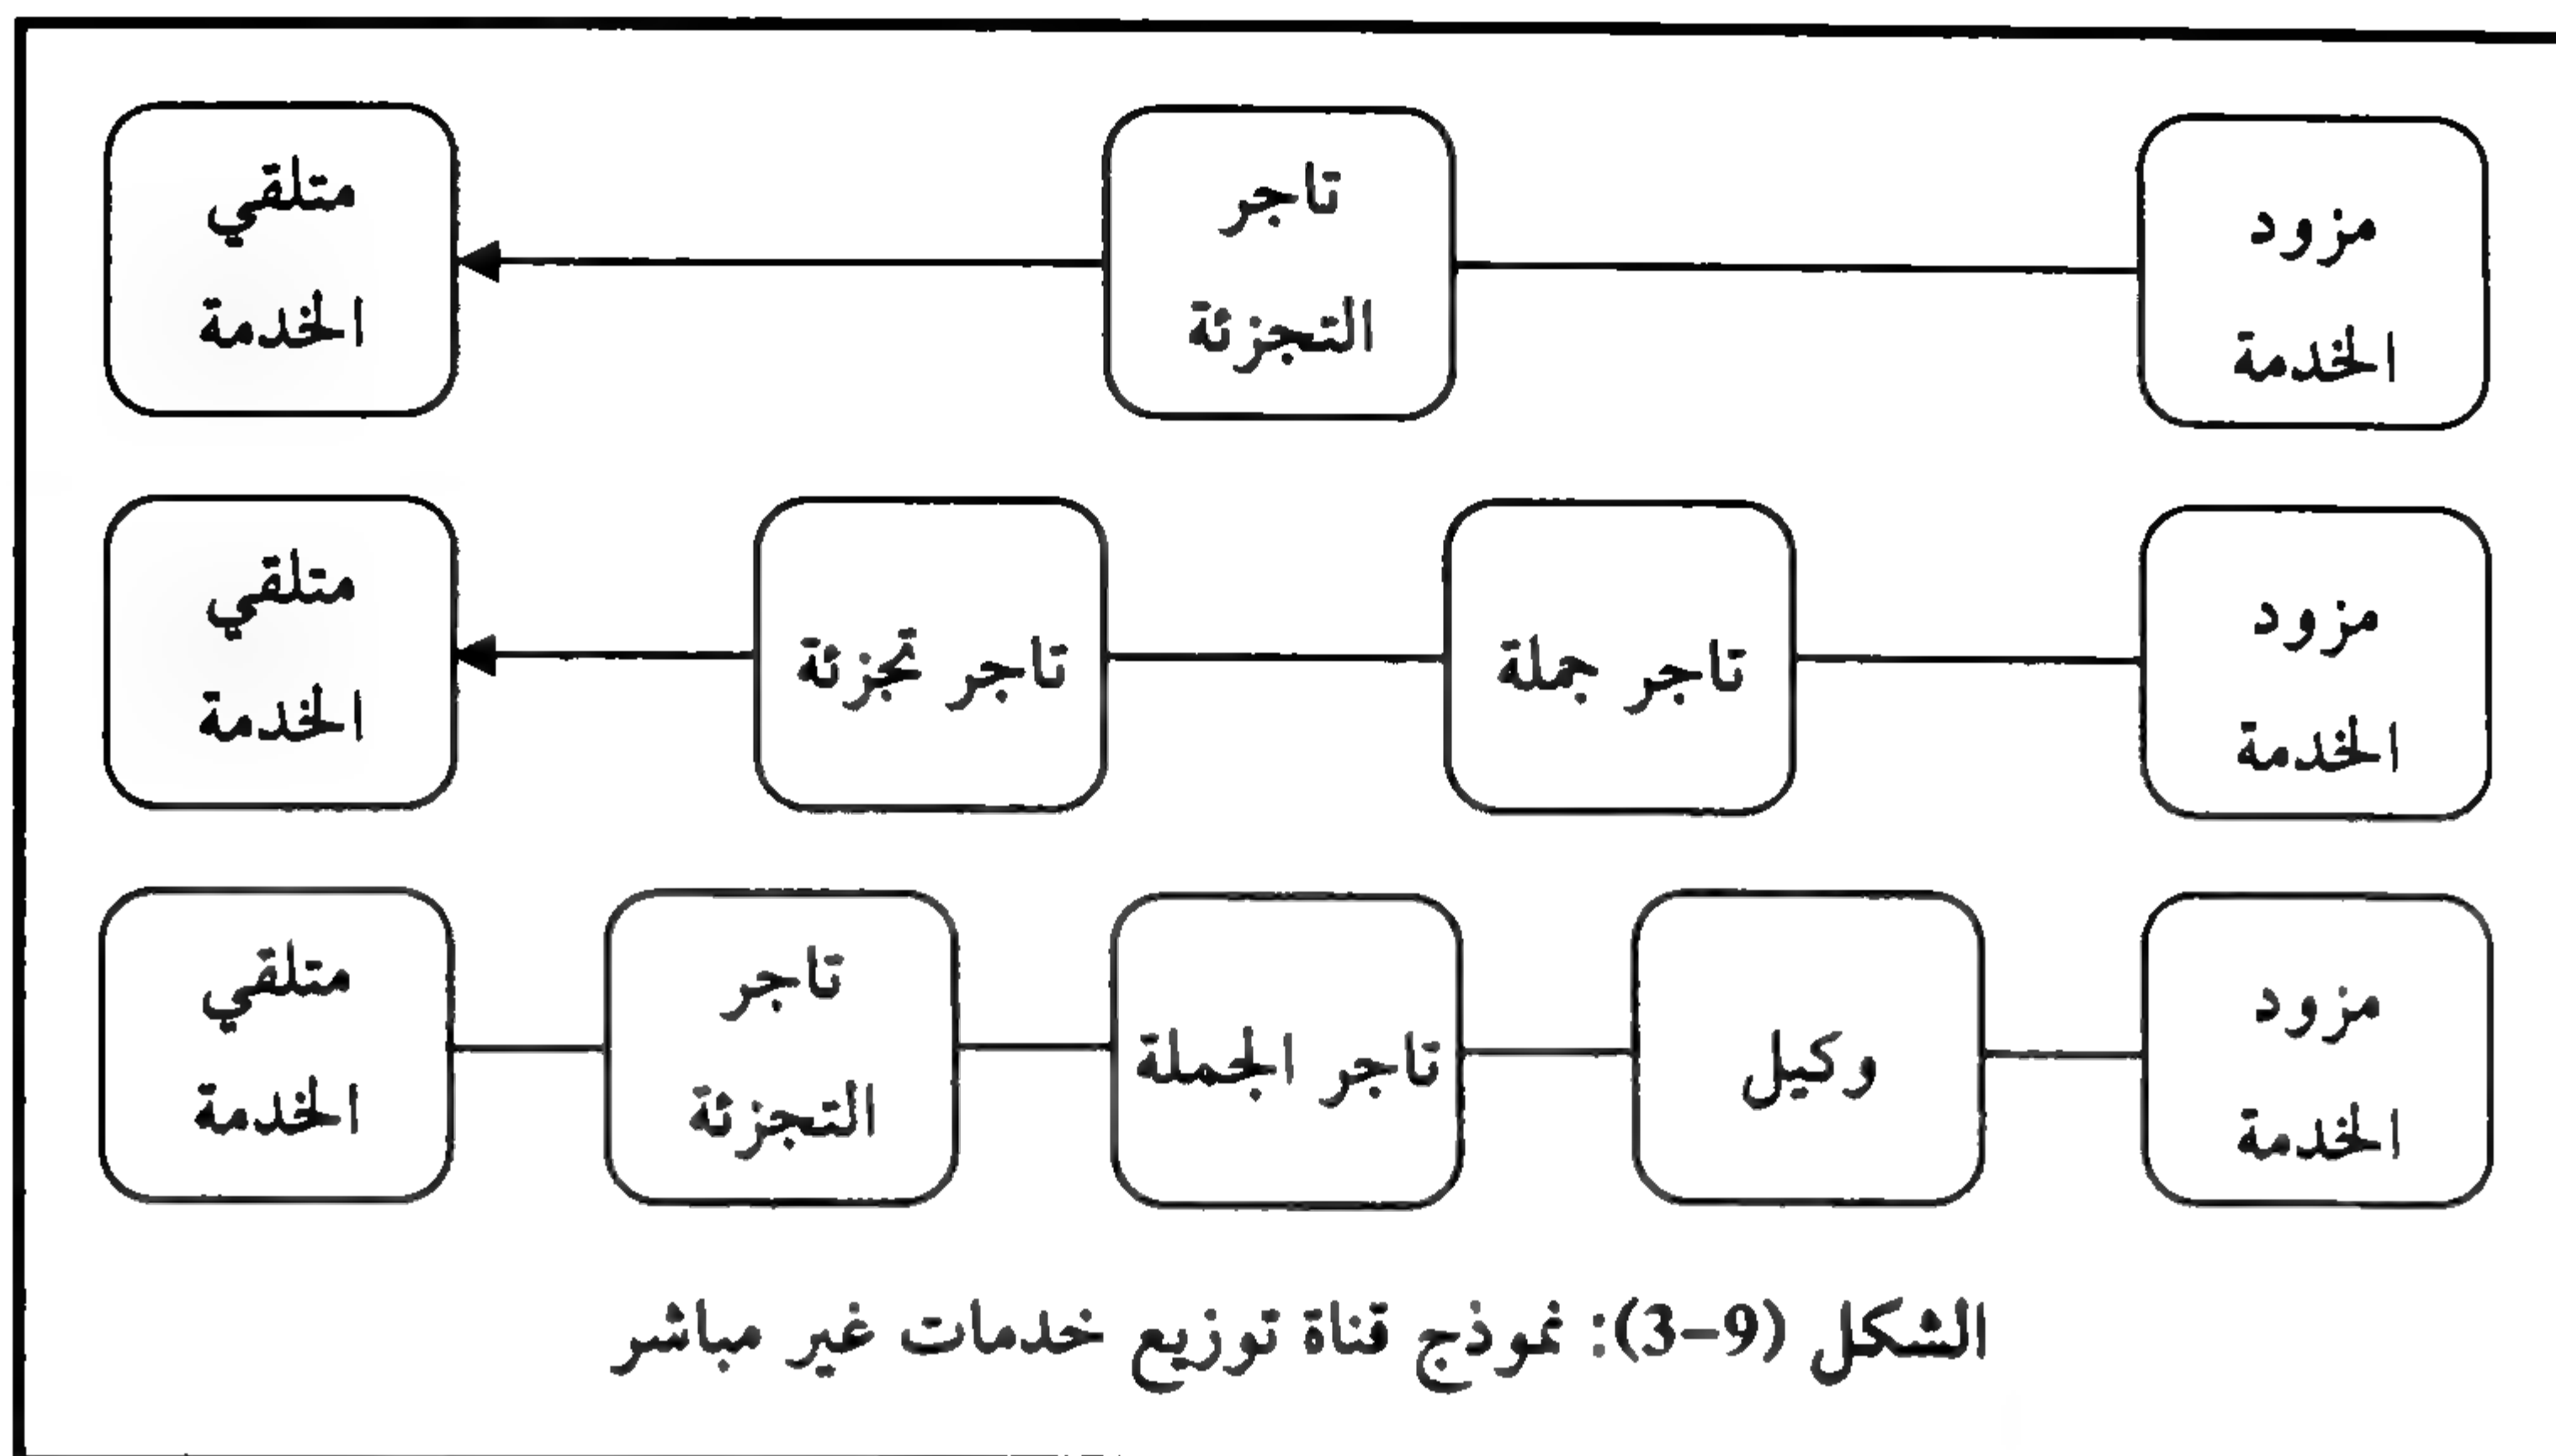 مزود
الخدمة
تاجر
التجزئة
متلقي
الخدمة
مزود
الخدمة
تاجر جملة
تاجر تجزئة
متلقي
الخدمة
مزود
الخدمة
وكيل
تاجر الجملة
تاجر
التجزئة
متلقي
الخدمة
الشكل (9-3): نموذج قناة توزيع خدمات غير مباشر